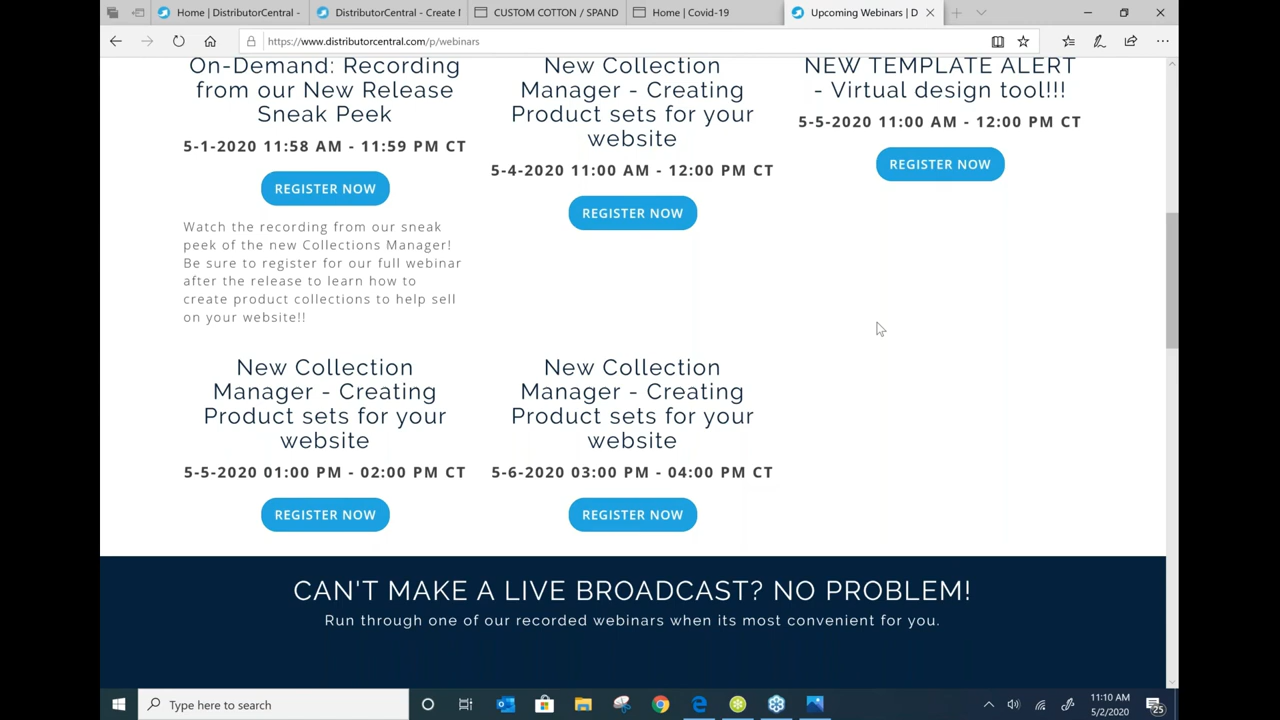 Home | DistributorCentral -
DistributorCentral - Create N
CUSTOM COTTON / SPAND
Home | Covid-19
Upcoming Webinars | D
https://www.distributorcentral.com/p/webinars
On-Demand: Recording
from our New Release
Sneak Peek
5-1-2020 11:58 AM - 11:59 PM CT
REGISTER NOW
Watch the recording from our sneak
peek of the new Collections Manager!
Be sure to register for our full webinar
after the release to learn how to
create product collections to help sell
on your website!!
New Collection
Manager - Creating
Product sets for your
website
5-4-2020 11:00 AM - 12:00 PM CT
REGISTER NOW
NEW TEMPLATE ALERT
- Virtual design tool!!!
5-5-2020 11:00 AM - 12:00 PM CT
REGISTER NOW
New Collection
Manager - Creating
Product sets for your
website
5-5-2020 01:00 PM - 02:00 PM CT
REGISTER NOW
New Collection
Manager - Creating
Product sets for your
website
5-6-2020 03:00 PM - 04:00 PM CT
REGISTER NOW
CAN'T MAKE A LIVE BROADCAST? NO PROBLEM!
Run through one of our recorded webinars when its most convenient for you.
Type here to search
11:10 AM
5/2/2020
25